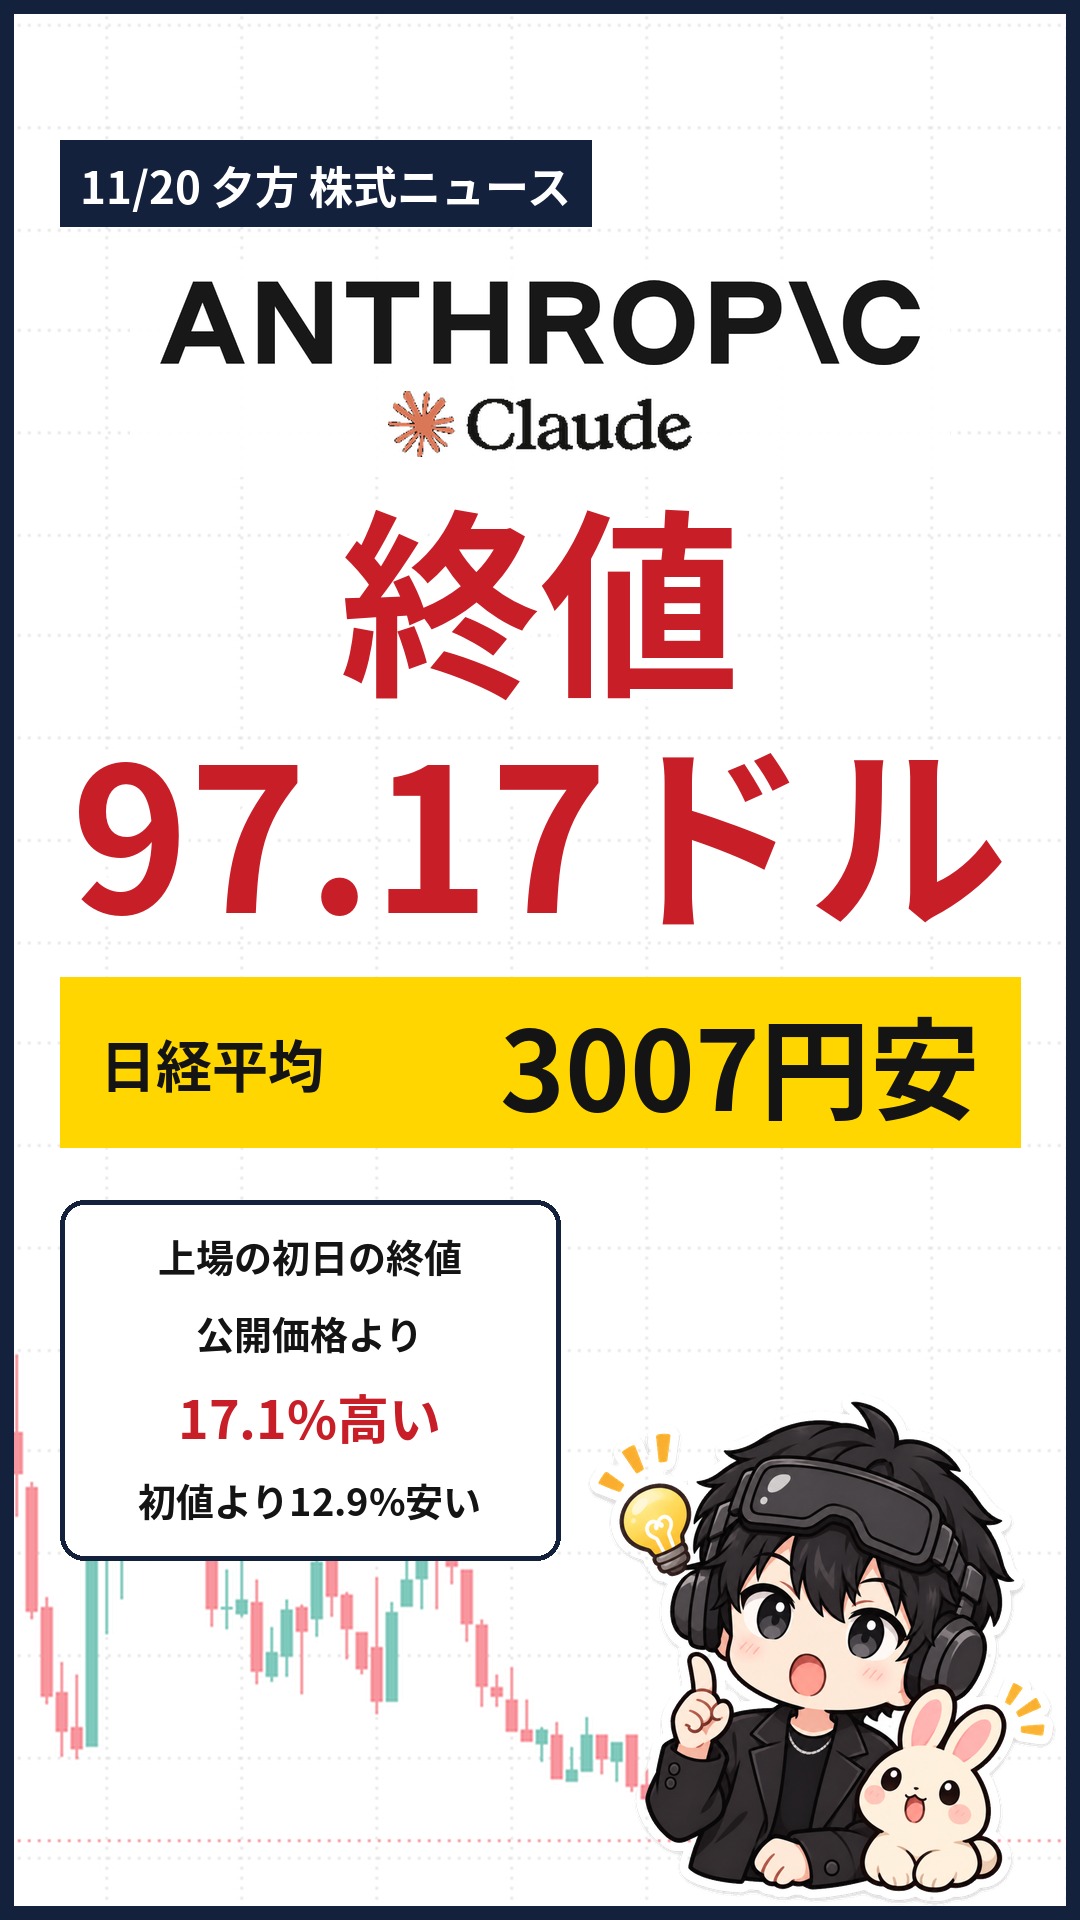 11/20 夕方 株式ニュース
ANTHROP\C
Claude
終値
97.17ドル
日経平均 3007円安
上場の初日の終値
公開価格より
17.1%高い
初値より12.9%安い